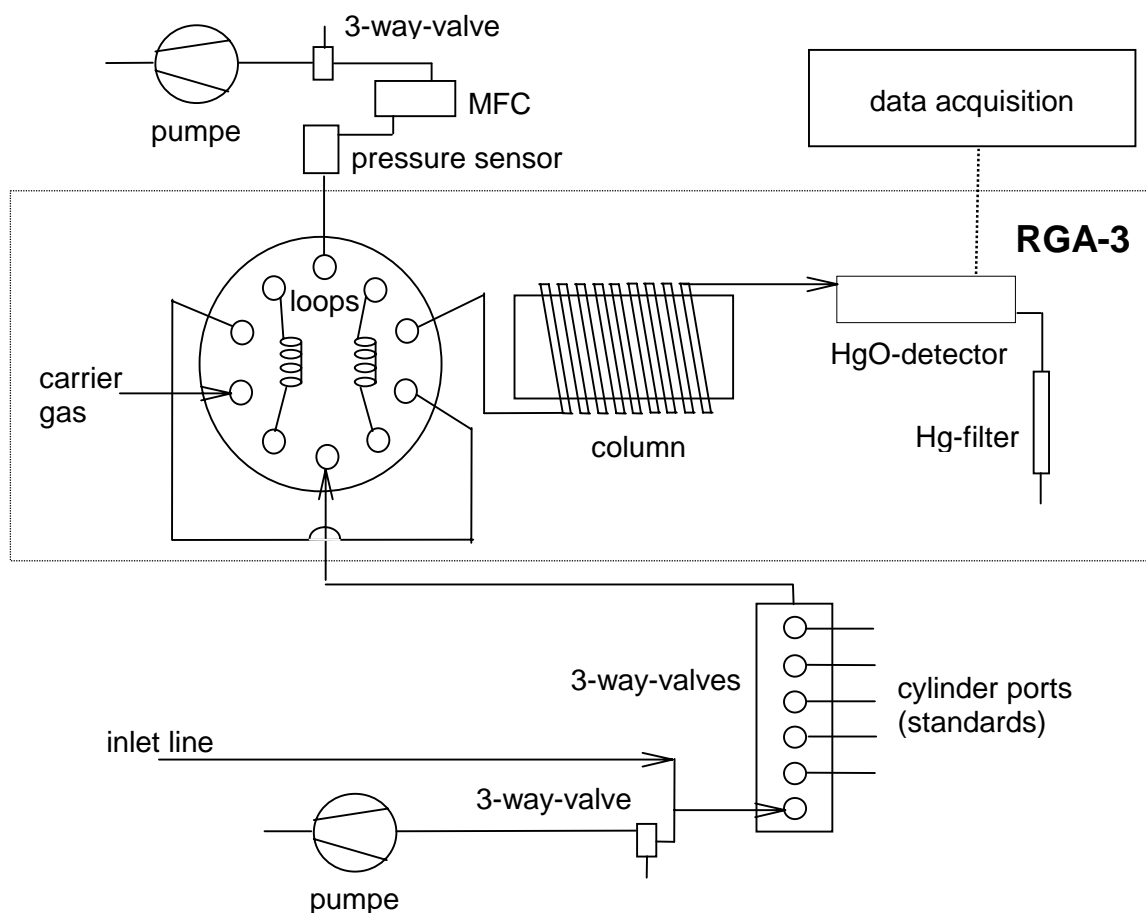 3-way-valve
data acquisition
MFC
pumpe
pressure sensor
RGA-3
loops
HgO-detector
carrier
gas
Hg-filter
column
3-way-valves
cylinder ports
(standards)
inlet line
3-way-valve
pumpe